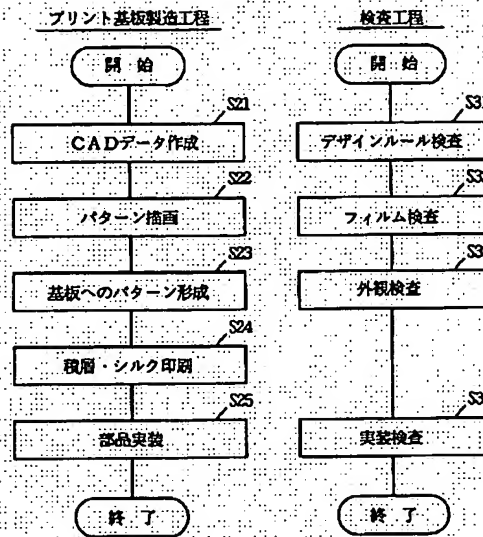 プリント基板製造工程
開 始
S21
CADデータ作成
S22
パターン描画
S23
基板へのパターン形成
S24
積層・シルク印刷
S25
部品実装
終 了
検査工程
開 始
S31
デザインルール検査
フィルム検査
外観検査
実装検査
終 了